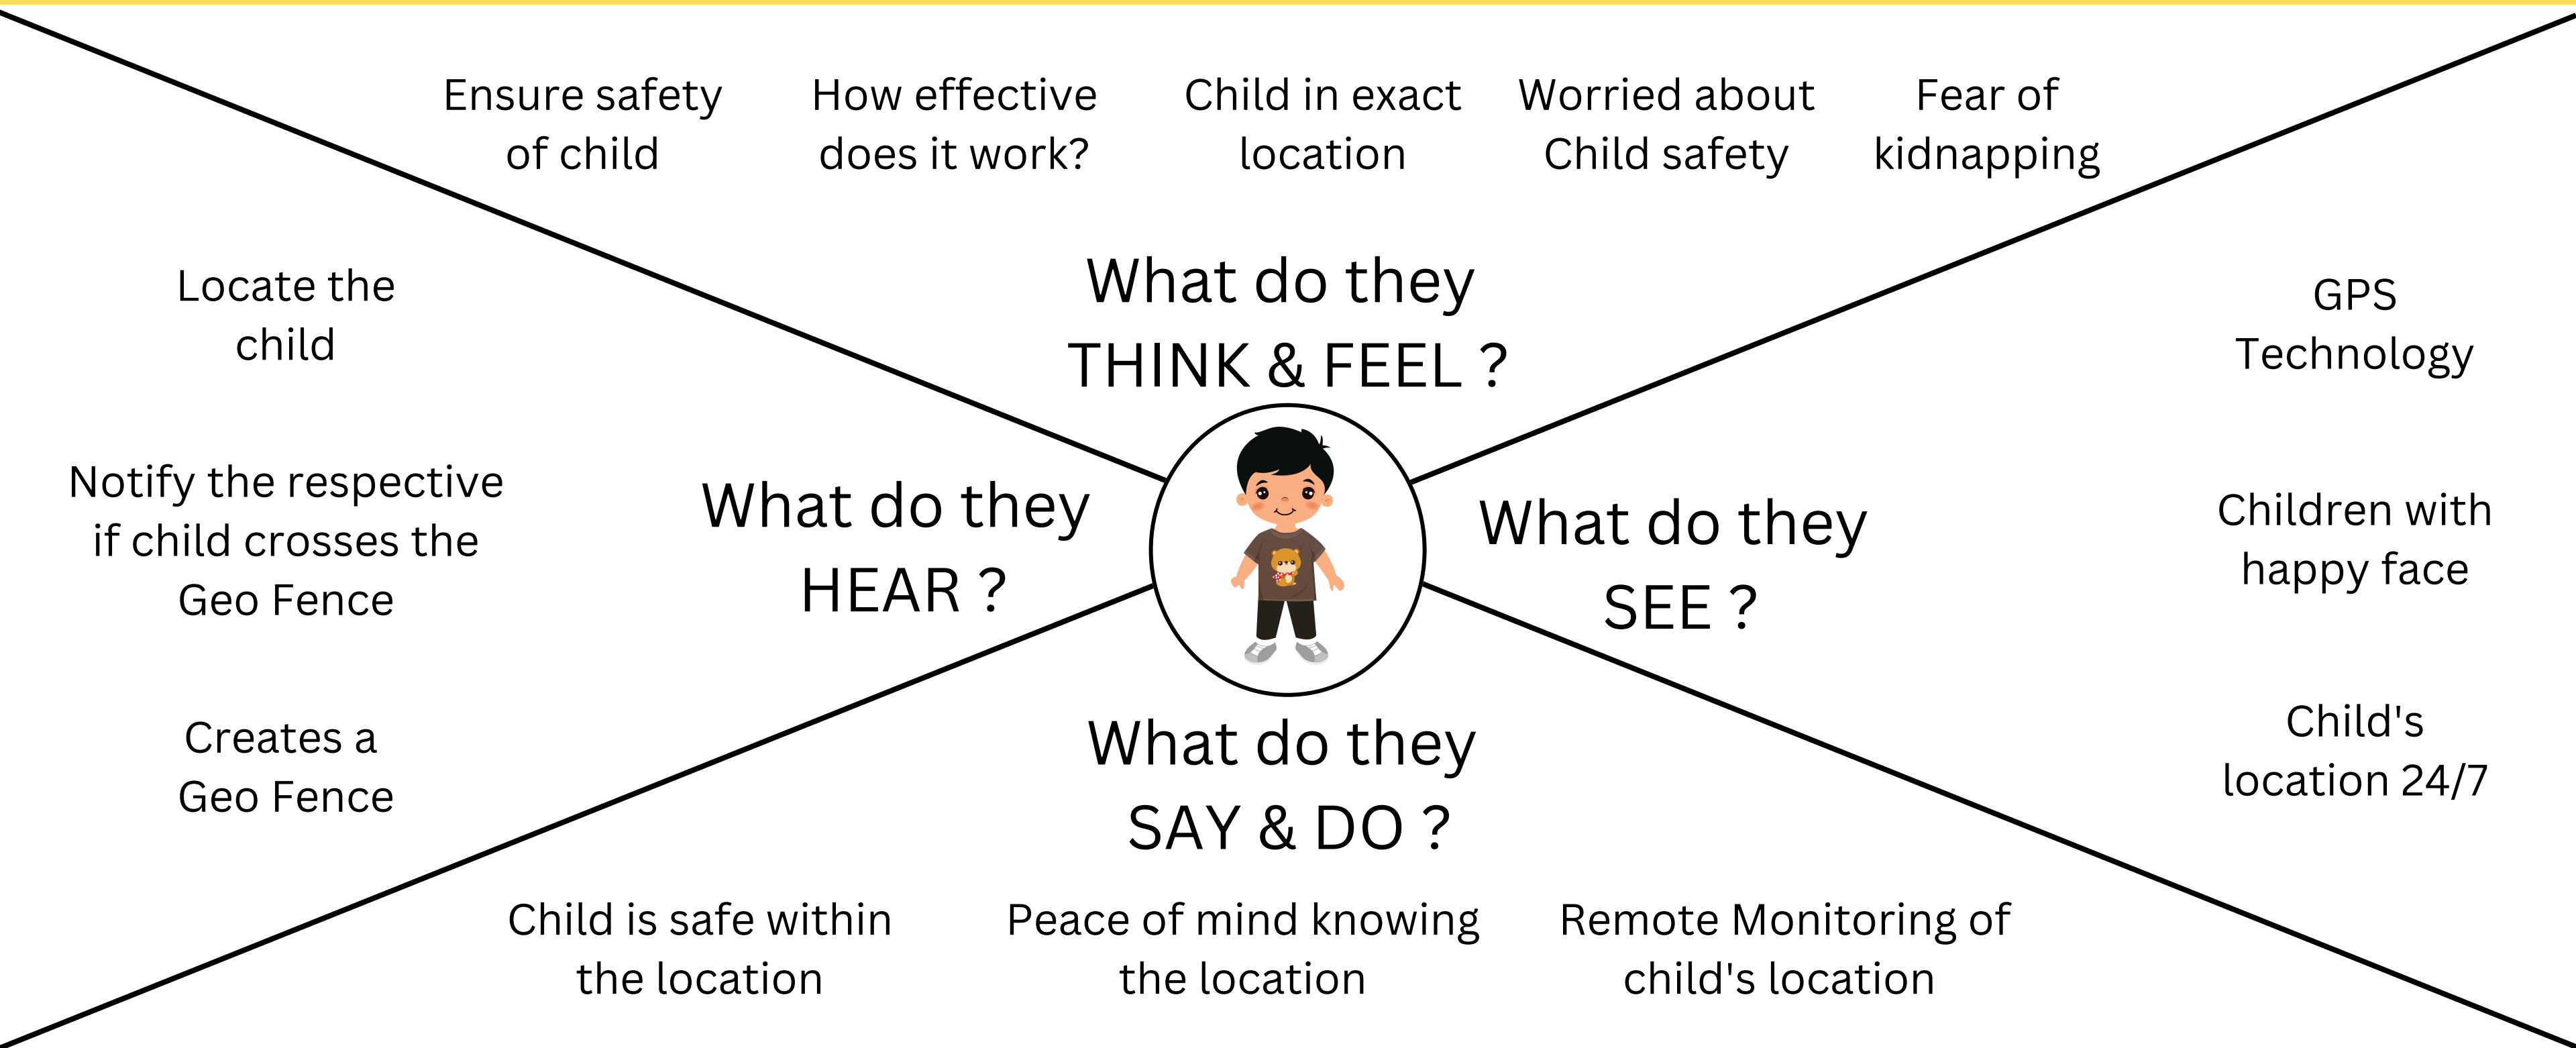 Ensure safety
of child
How effective
does it work?
Child in exact
location
Worried about
Child safety
Fear of
kidnapping
What do they
THINK & FEEL ?
Locate the
child
Notify the respective
if child crosses the
Geo Fence
Creates a
Geo Fence
What do they
HEAR ?
What do they
SEE ?
GPS
Technology
Children with
happy face
Child's
location 24/7
What do they
SAY & DO ?
Child is safe within
the location
Peace of mind knowing
the location
Remote Monitoring of
child's location